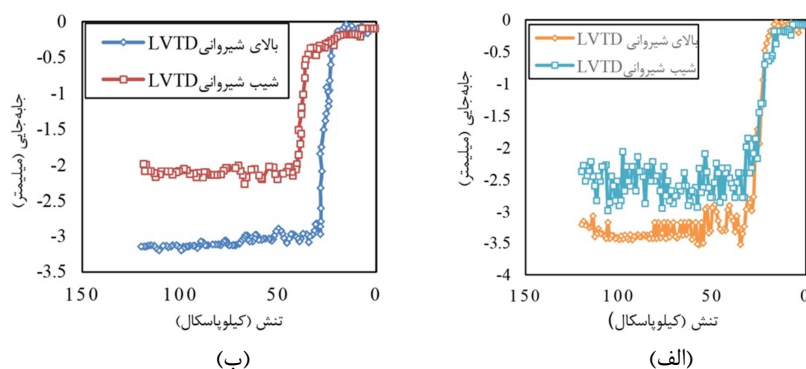 0
-0.5
-1
-1.5
-2
-2.5
-3
-3.5
-4
بالای شیروانی LVTD
شیب شیروانی LVTD
جابه‌جایی (میلیمتر)
150 100 50 0
تنش (کیلوپاسکال)
(الف)
0
-0.5
-1
-1.5
-2
-2.5
-3
-3.5
بالای شیروانی LVTD
شیب شیروانی LVTD
جابه‌جایی (میلیمتر)
150 100 50 0
تنش (کیلوپاسکال)
(ب)